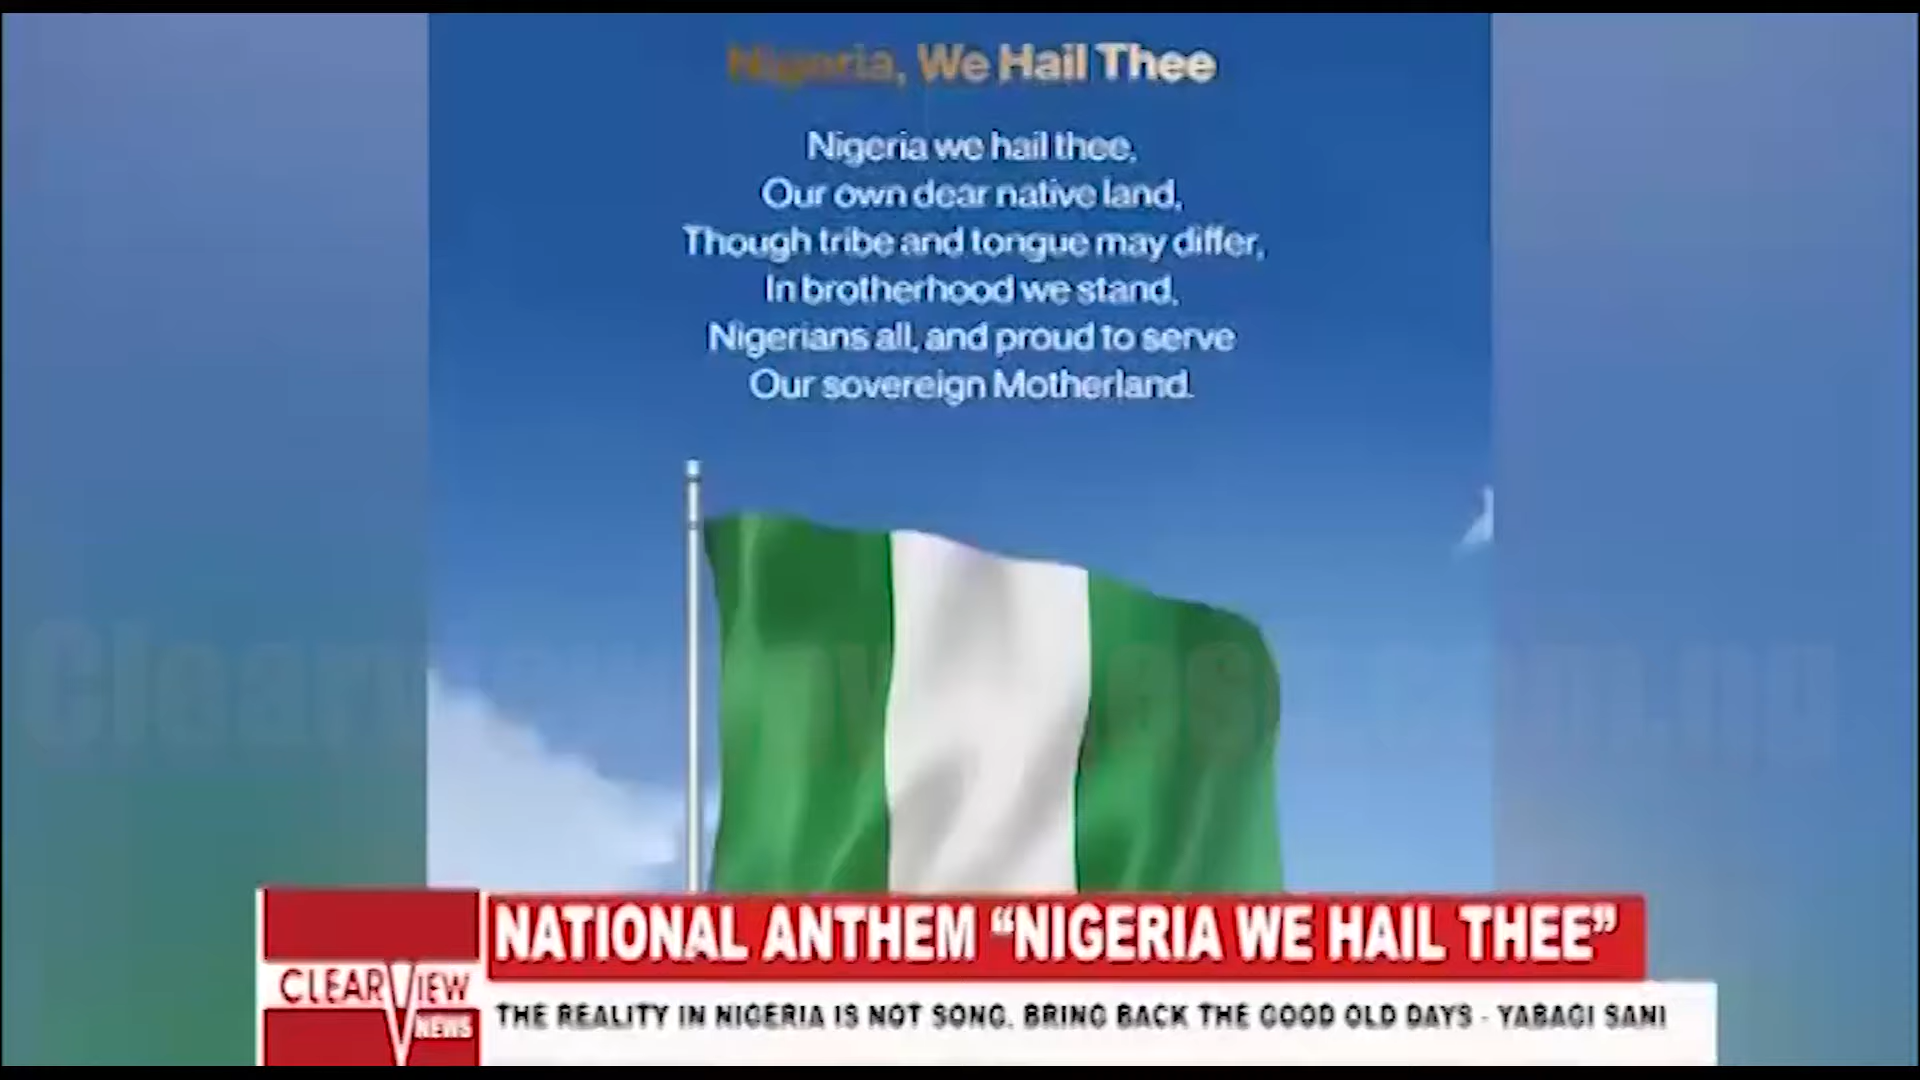 Nigeria, We Hail Thee
Nigeria we hail thee,
Our own dear native land,
Though tribe and tongue may differ,
In brotherhood we stand,
Nigerians all, and proud to serve
Our sovereign Motherland.
NATIONAL ANTHEM “NIGERIA WE HAIL THEE”
CLEARVIEW
NEWS
THE REALITY IN NIGERIA IS NOT SONG. BRING BACK THE GOOD OLD DAYS - YABAGI SANI